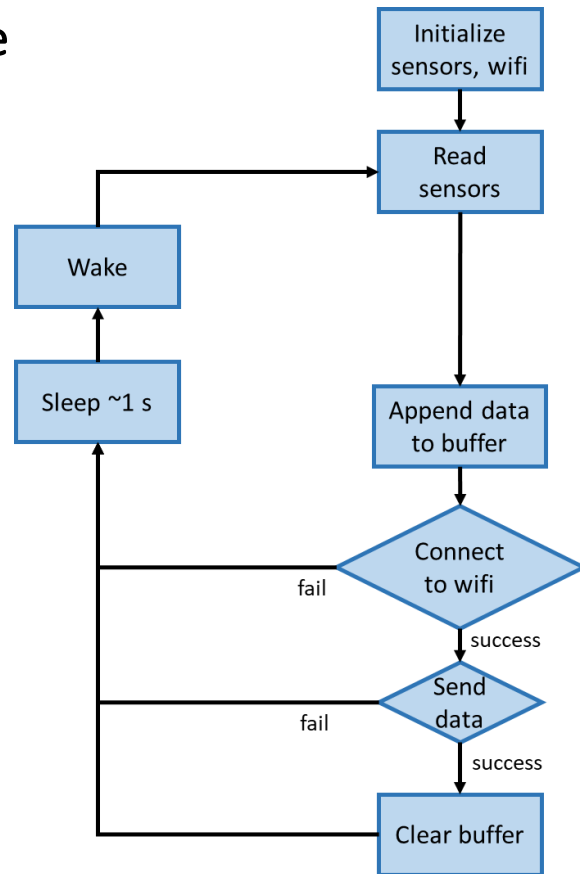 e
Initialize
sensors, wifi
Read
sensors
Wake
Sleep ~1 s
Append data
to buffer
Connect
to wifi
fail
success
Send
data
fail
success
Clear buffer